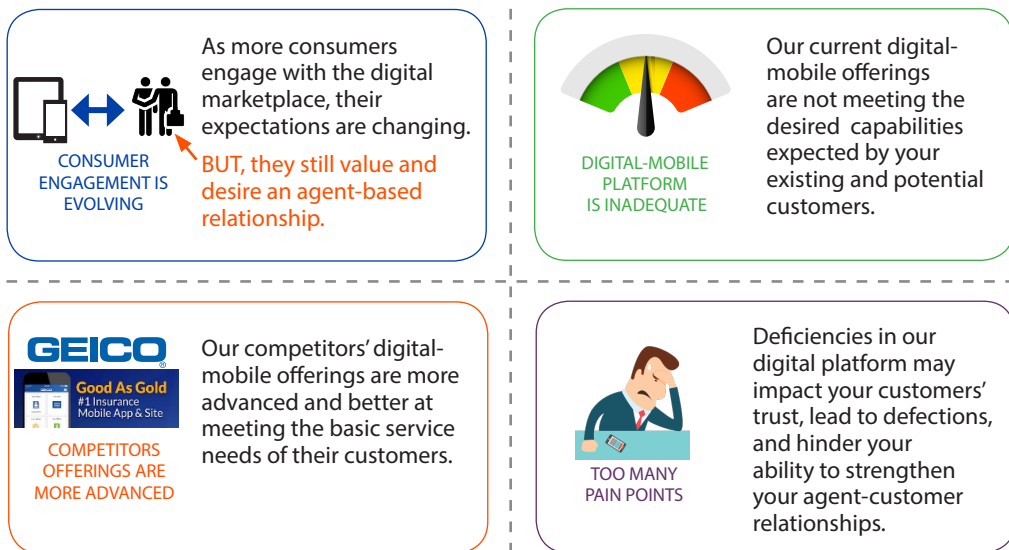 As more consumers
engage with the digital
marketplace, their
expectations are changing.
BUT, they still value and
desire an agent-based
relationship.
CONSUMER
ENGAGEMENT IS
EVOLVING
Our current digital-
mobile offerings
are not meeting the
desired capabilities
expected by your
existing and potential
customers.
DIGITAL-MOBILE
PLATFORM
IS INADEQUATE
GEICO
®
GEICO
Good As Gold
#1 Insurance
Mobile App & Site
COMPETITORS
OFFERINGS ARE
MORE ADVANCED
Our competitors' digital-
mobile offerings are more
advanced and better at
meeting the basic service
needs of their customers.
TOO MANY
PAIN POINTS
Deficiencies in our
digital platform may
impact your customers'
trust, lead to defections,
and hinder your
ability to strengthen
your agent-customer
relationships.